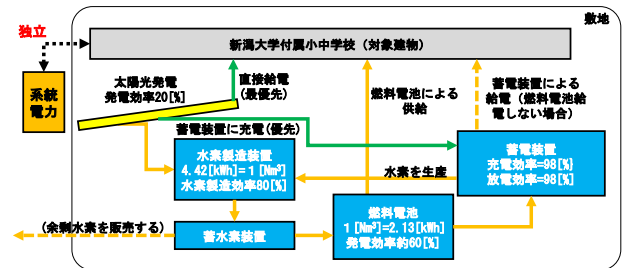 敷地
独立
新潟大学付属小中学校（対象建物）
系統
電力
太陽光発電
発電効率20[%]
直接給電
(最優先)
燃料電池による
供給
蓄電装置による
給電（燃料電池給
電しない場合）
蓄電装置に充電(優先)
水素製造装置
4.42[kWh]=1［Nm³］
水素製造効率80[%]
水素を生産
蓄電装置
充電効率=98[%]
放電効率=98[%]
(余剰水素を販売する)
蓄水素装置
燃料電池
1［Nm³］=2.13[kWh]
発電効率約60[%]